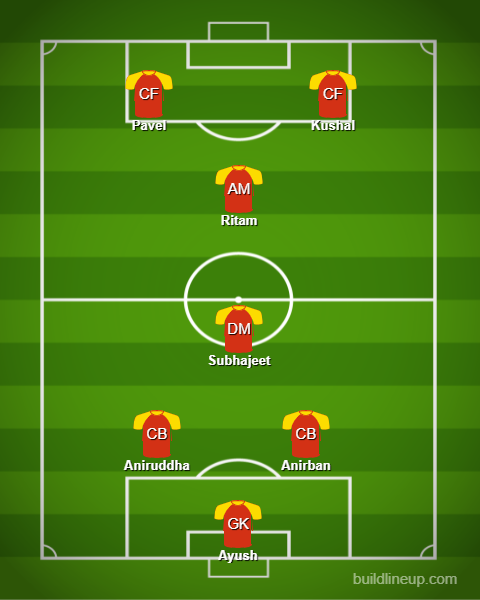 CF
CF
Pavel
Kushal
AM
Ritam
DM
Subhajeet
CB
CB
Aniruddha
Anirban
GK
Ayush
buildlineup.com